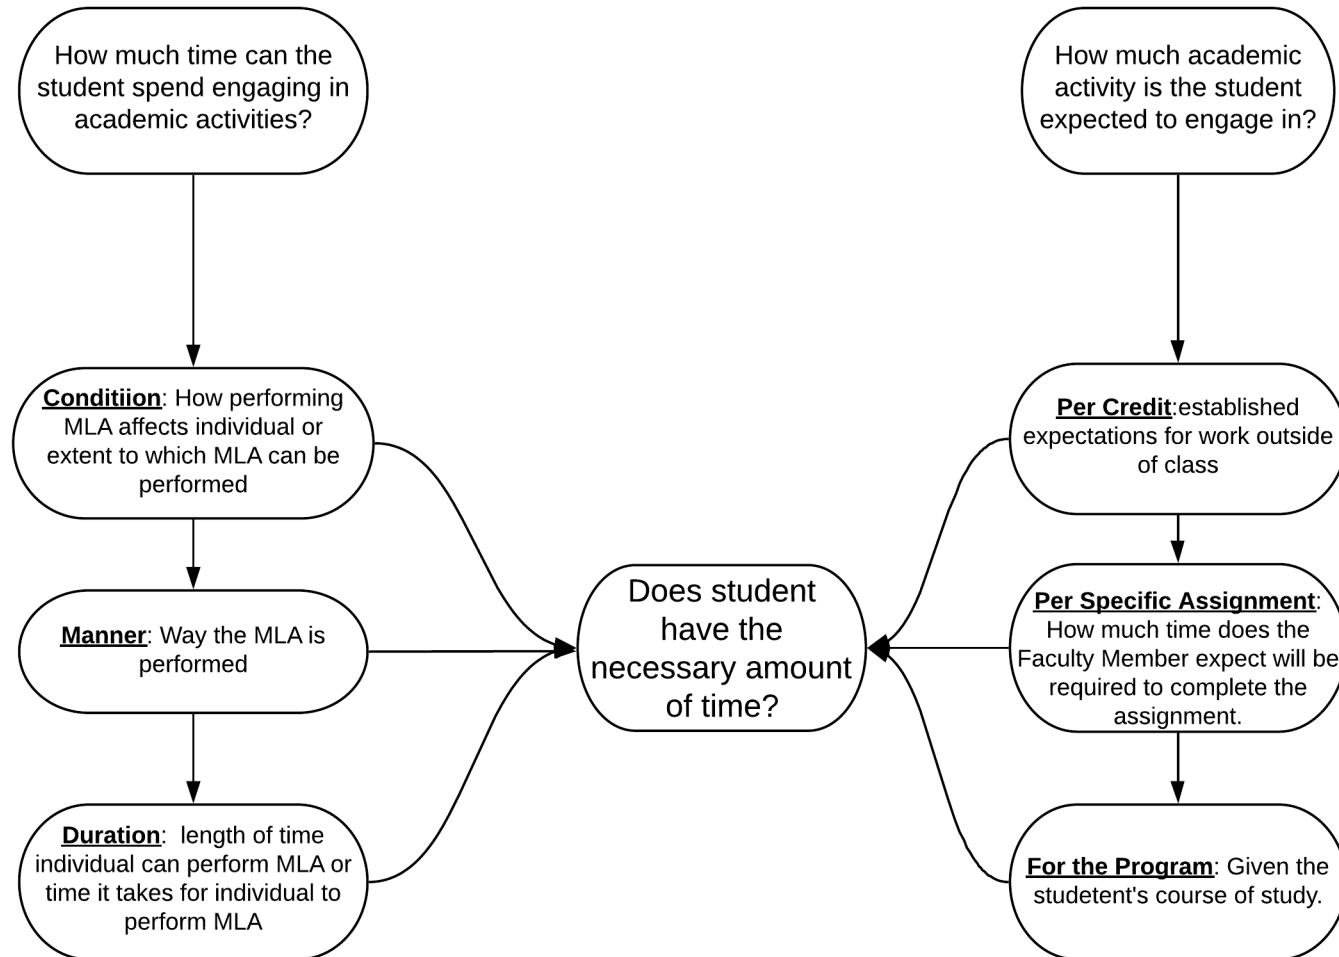 How much time can the
student spend engaging in
academic activities?
How much academic
activity is the student
expected to engage in?
Conditiion: How performing
MLA affects individual or
extent to which MLA can be
performed
Manner: Way the MLA is
performed
Duration:  length of time
individual can perform MLA or
time it takes for individual to
perform MLA
Does student
have the
necessary amount
of time?
Per Credit:established
expectations for work outside
of class
Per Specific Assignment:
How much time does the
Faculty Member expect will be
required to complete the
assignment.
For the Program: Given the
studetent's course of study.